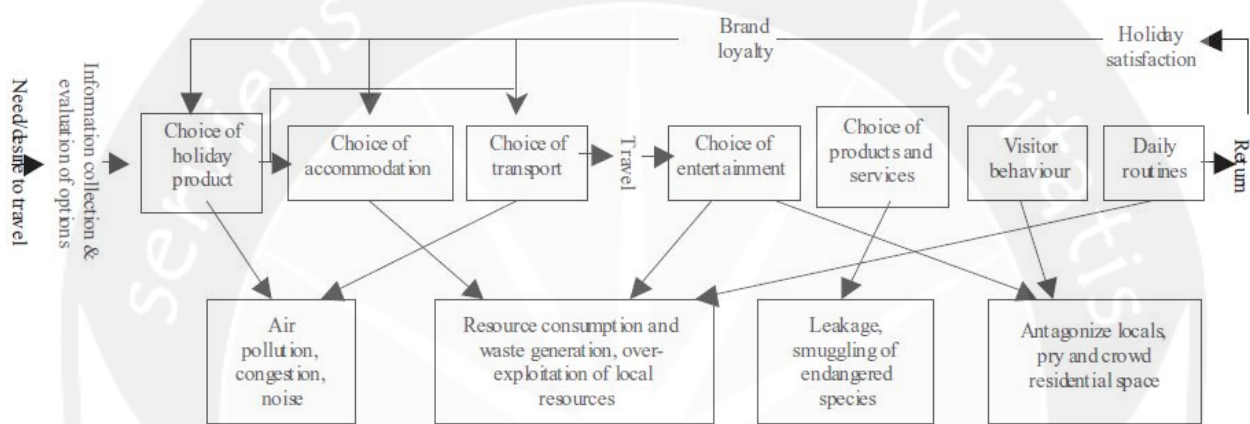 Brand
loyalty
Holiday
satisfaction
Need/desire to travel
Information collection &
evaluation of options
Choice of
holiday
product
Choice of
accommodation
Choice of
transport
Travel
Choice of
entertainment
Choice of
products and
services
Visitor
behaviour
Daily
routines
Return
Air
pollution,
congestion,
noise
Resource consumption and
waste generation, over-
exploitation of local
resources
Leakage,
smuggling of
endangered
species
Antagonize locals,
pry and crowd
residential space
seriens
veritatis